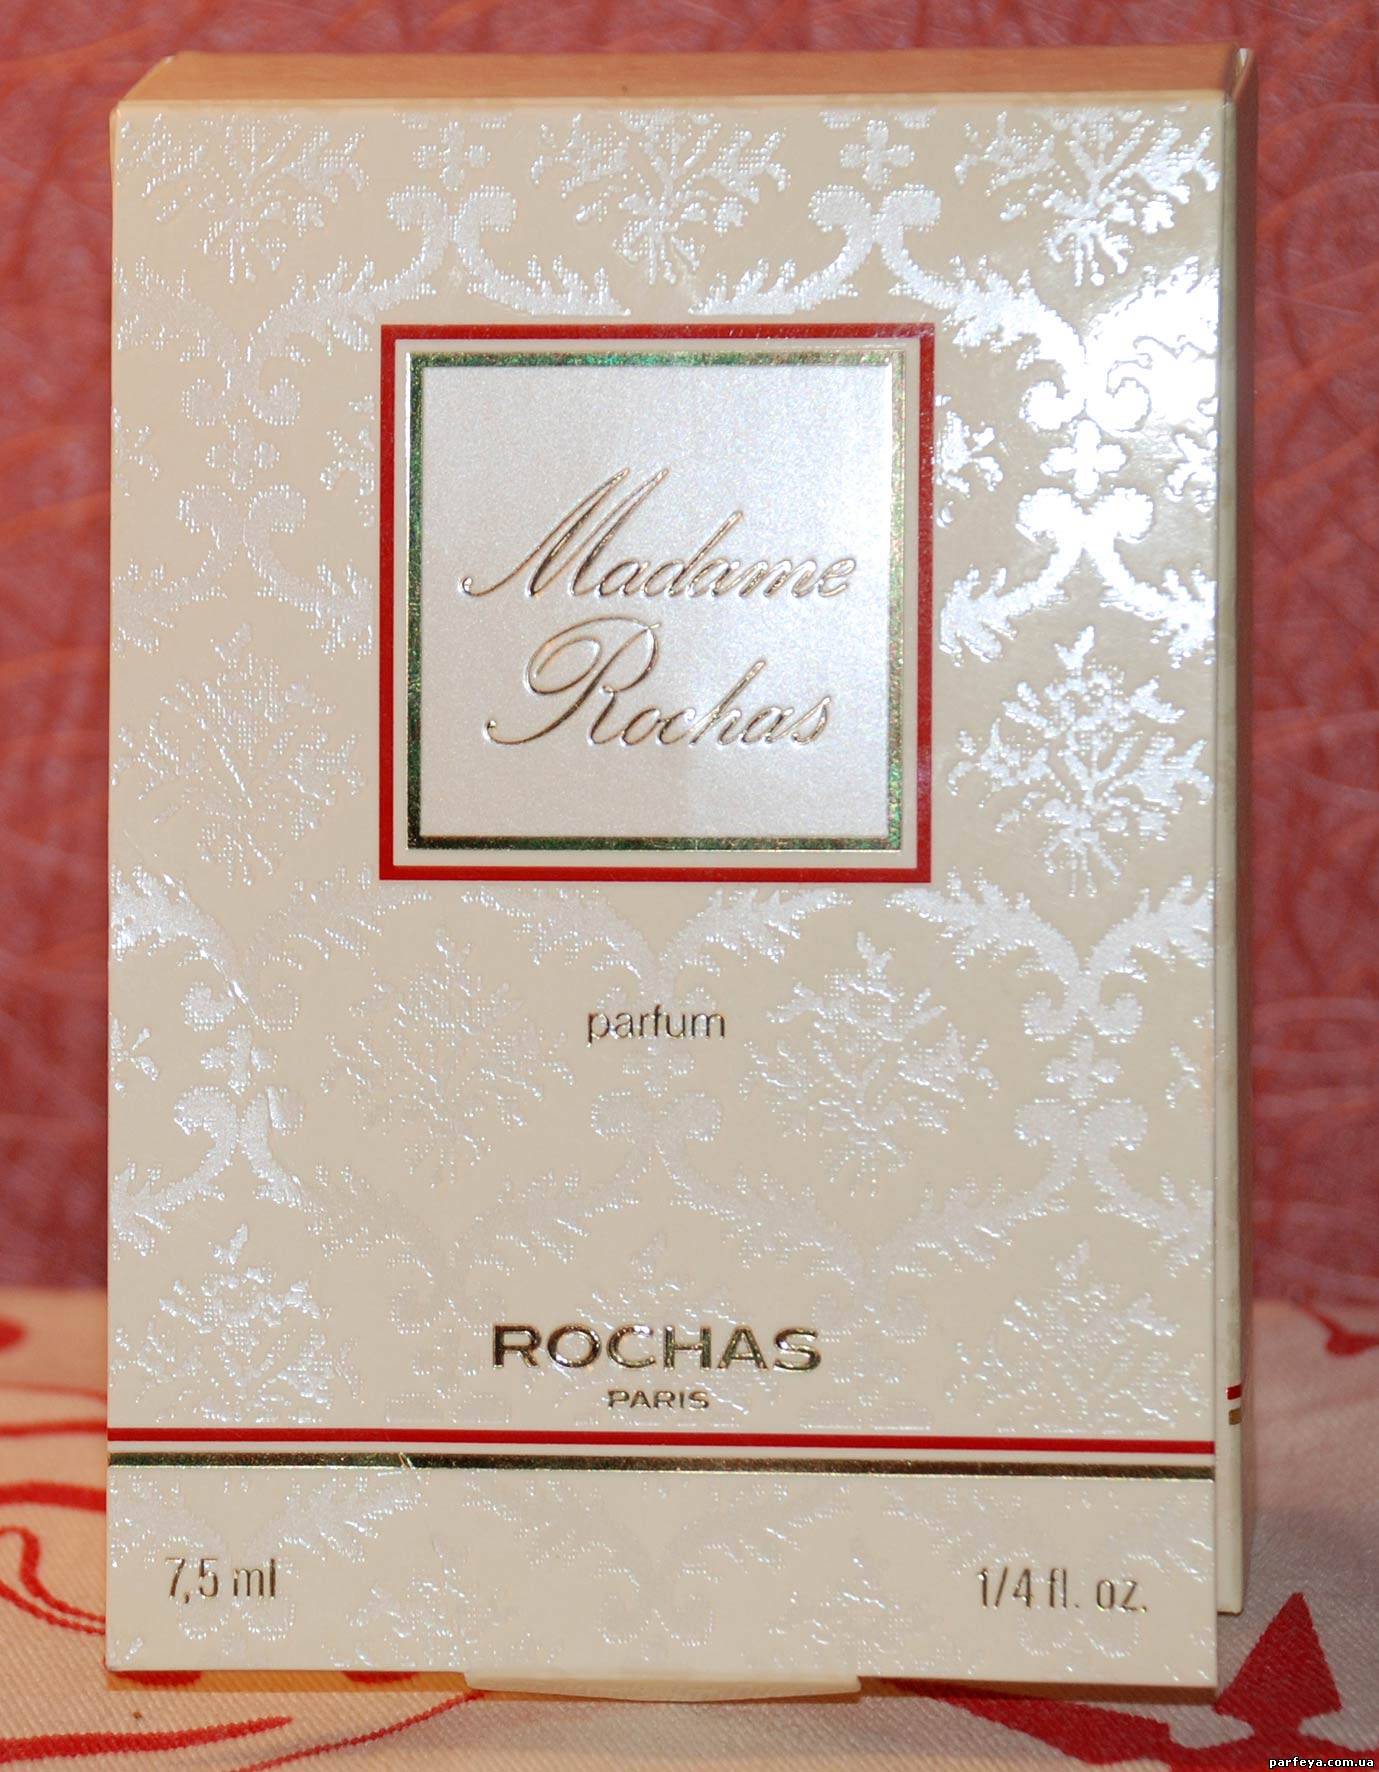 Madame
Rochas
parfum
ROCHAS
PARIS
7,5 ml
1/4 fl. oz.
parfeya.com.ua